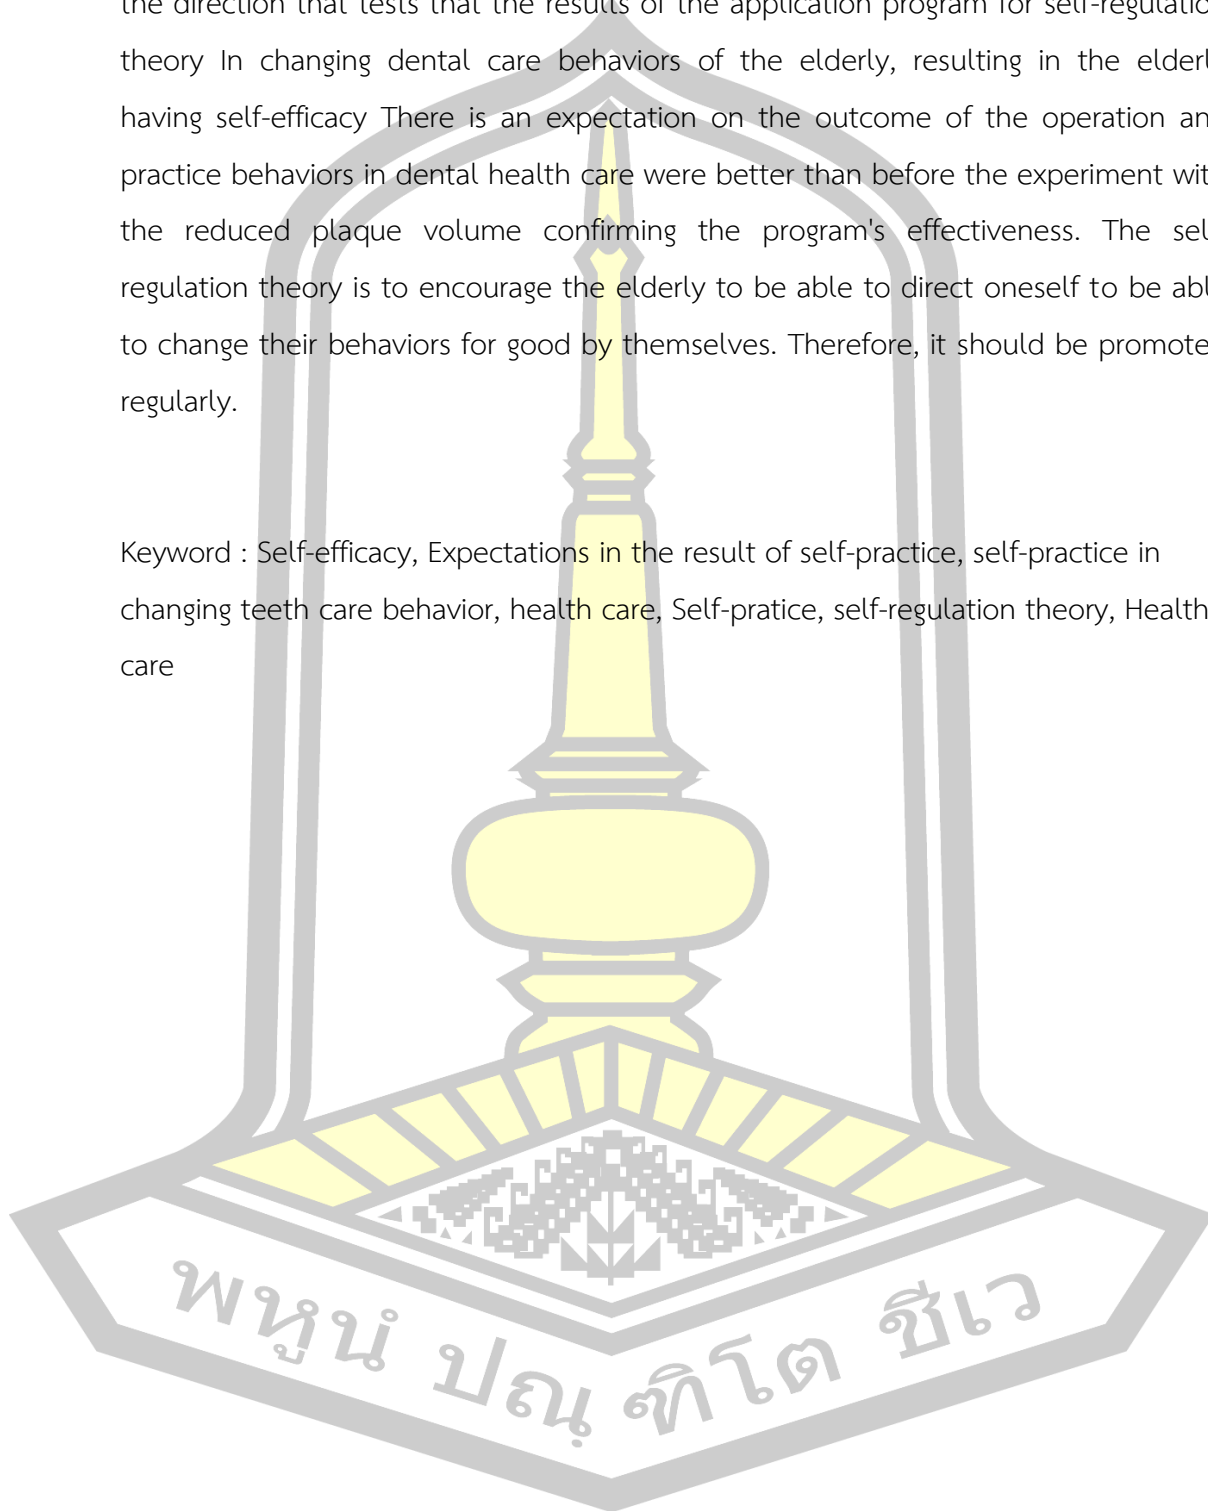 the direction that tests that the results of the application program for self-regulatio
theory In changing dental care behaviors of the elderly, resulting in the elderl
having self-efficacy There is an expectation on the outcome of the operation an
practice behaviors in dental health care were better than before the experiment wit
the reduced plaque volume confirming the program's effectiveness. The sel
regulation theory is to encourage the elderly to be able to direct oneself to be abl
to change their behaviors for good by themselves. Therefore, it should be promote
regularly.
Keyword : Self-efficacy, Expectations in the result of self-practice, self-practice in
changing teeth care behavior, health care, Self-pratice, self-regulation theory, Health
care
พหูนํ ปณฺฑิโต ชีเว